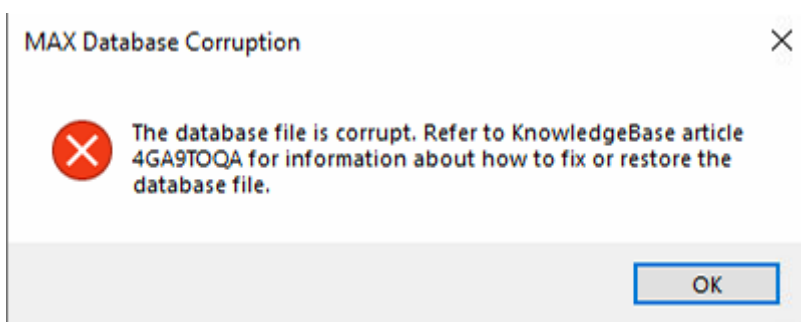 MAX Database Corruption
The database file is corrupt. Refer to KnowledgeBase article
4GA9TOQA for information about how to fix or restore the
database file.
OK